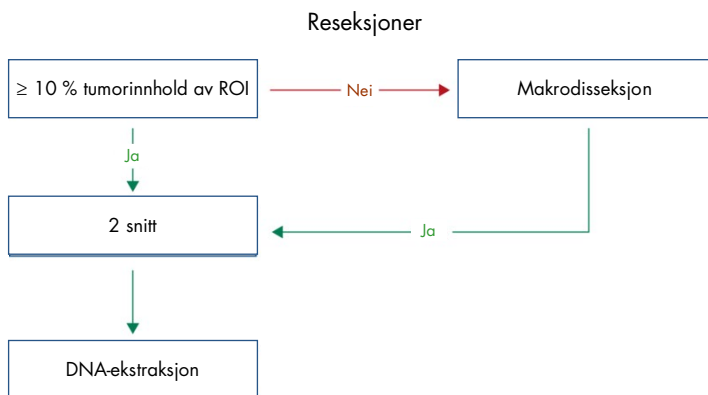 Reseksjoner
≥ 10 % tumorinnhold av ROI
Nei
Makrodisseksjon
Ja
2 snitt
Ja
DNA-ekstraksjon